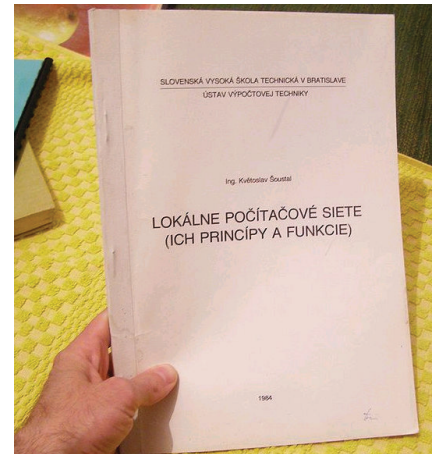 SLOVENSKÁ VYSOKÁ ŠKOLA TECHNICKÁ V BRATISLAVE
ÚSTAV VÝPOČTOVEJ TECHNIKY
Ing. Květoslav Šoustal
LOKÁLNE POČÍTAČOVÉ SIETE
(ICH PRINCÍPY A FUNKCIE)
1984